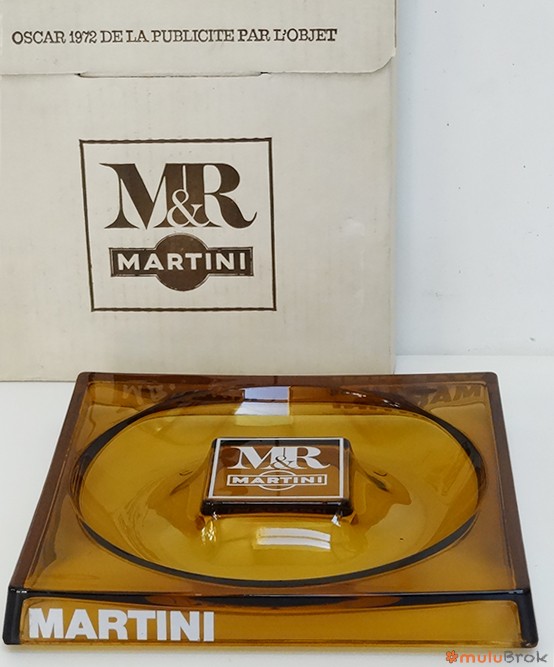 OSCAR 1972 DE LA PUBLICITE PAR L'OBJET
M&R
MARTINI
M&R
MARTINI
MARTINI
muluBrok